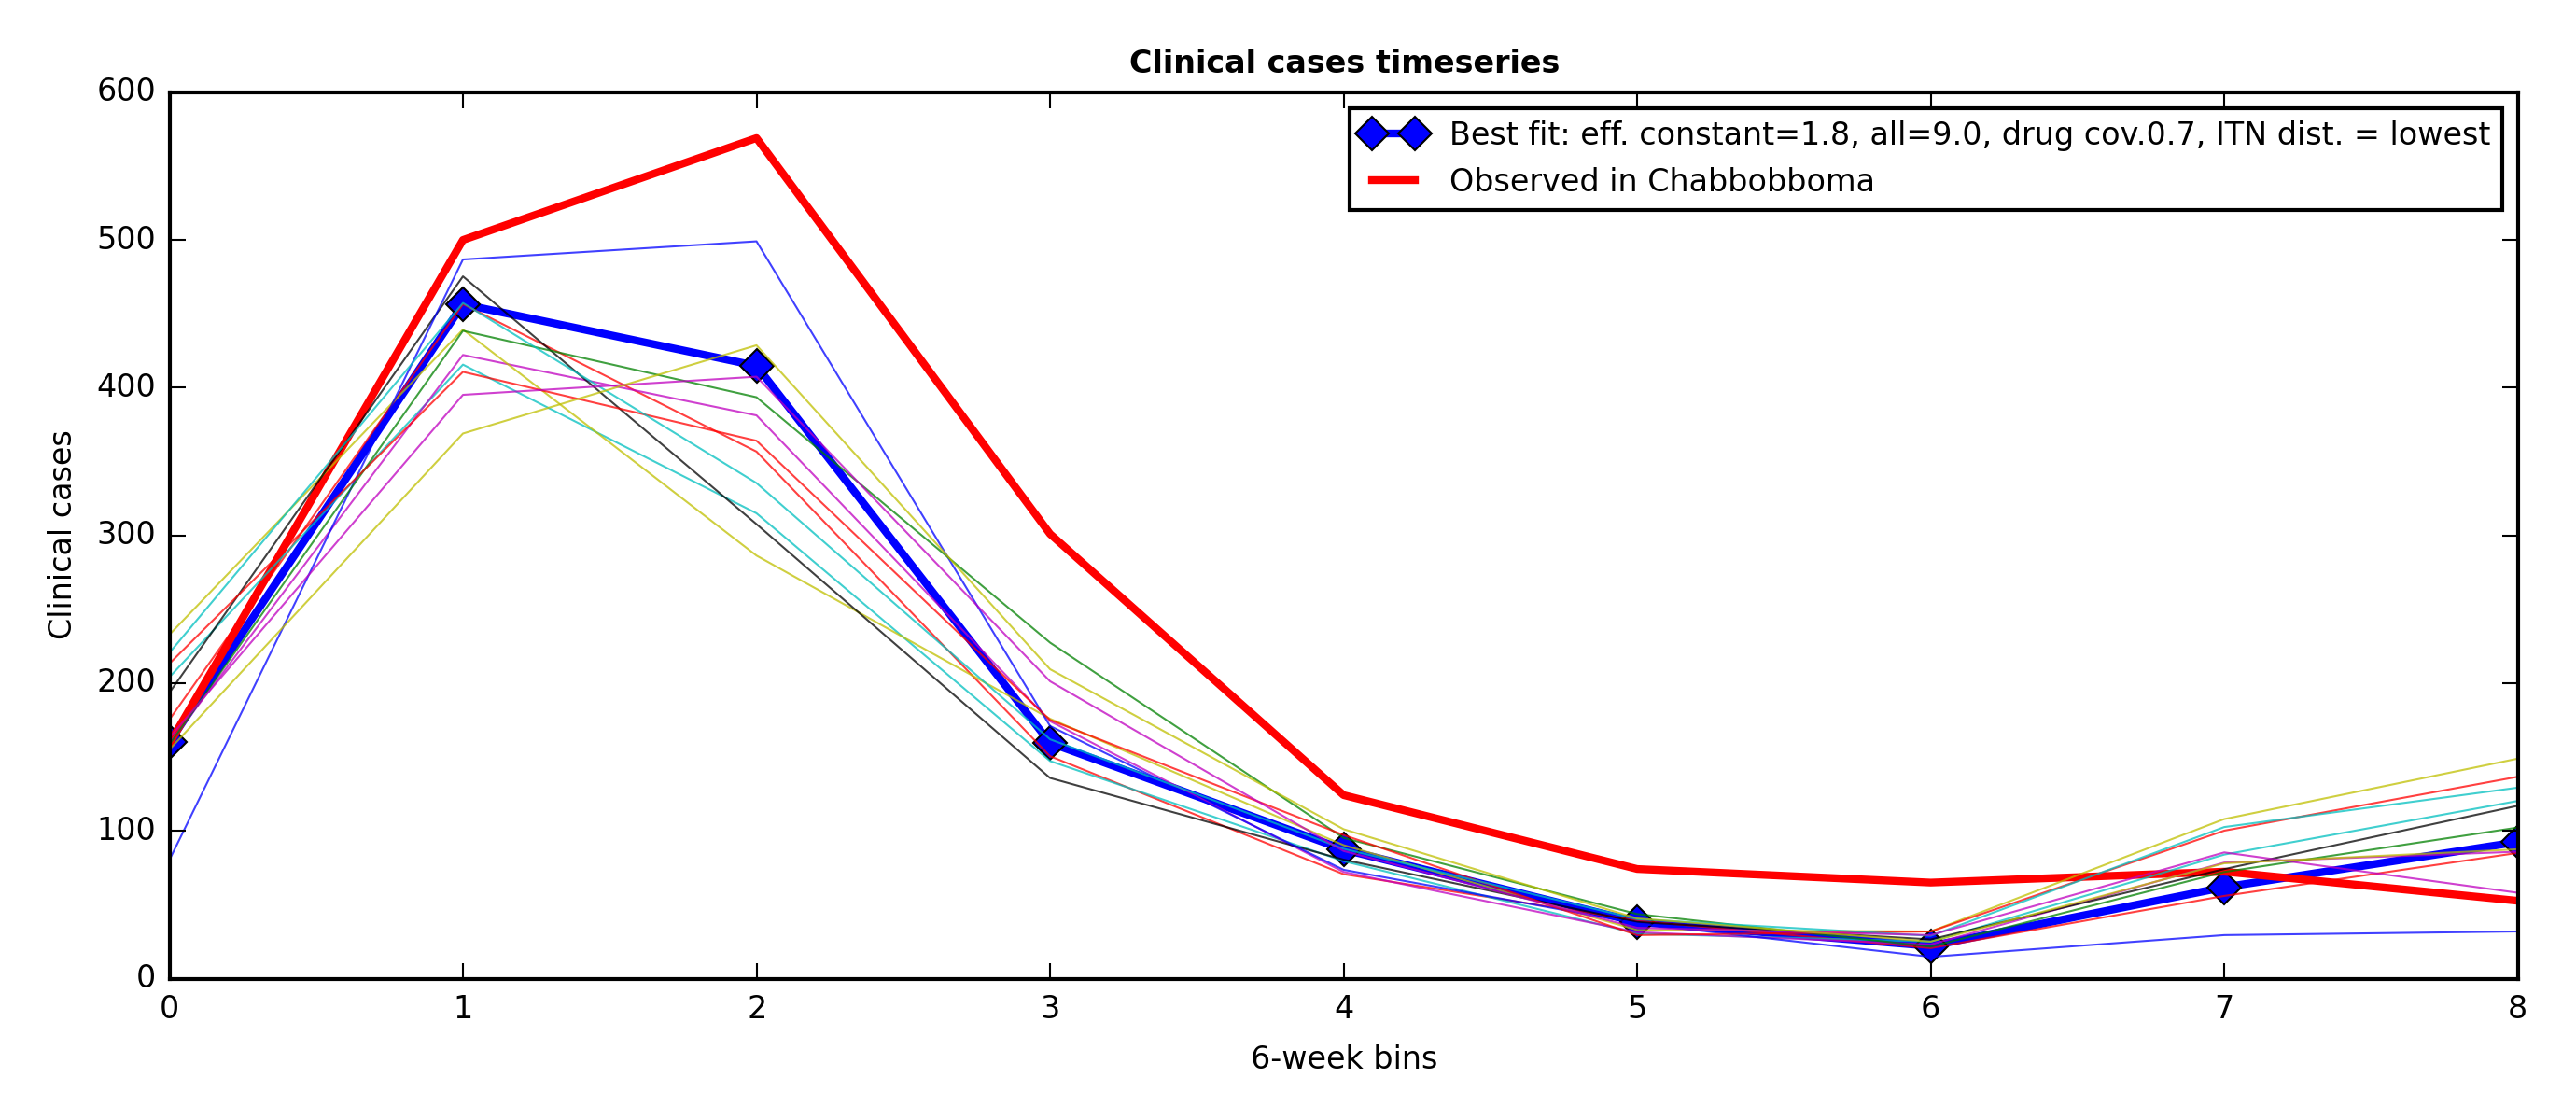 Clinical cases timeseries
600
500
400
300
200
100
0
Clinical cases
Best fit: eff. constant=1.8, all=9.0, drug cov.0.7, ITN dist. = lowest
Observed in Chabbobboma
0 1 2 3 4 5 6 7 8
6-week bins